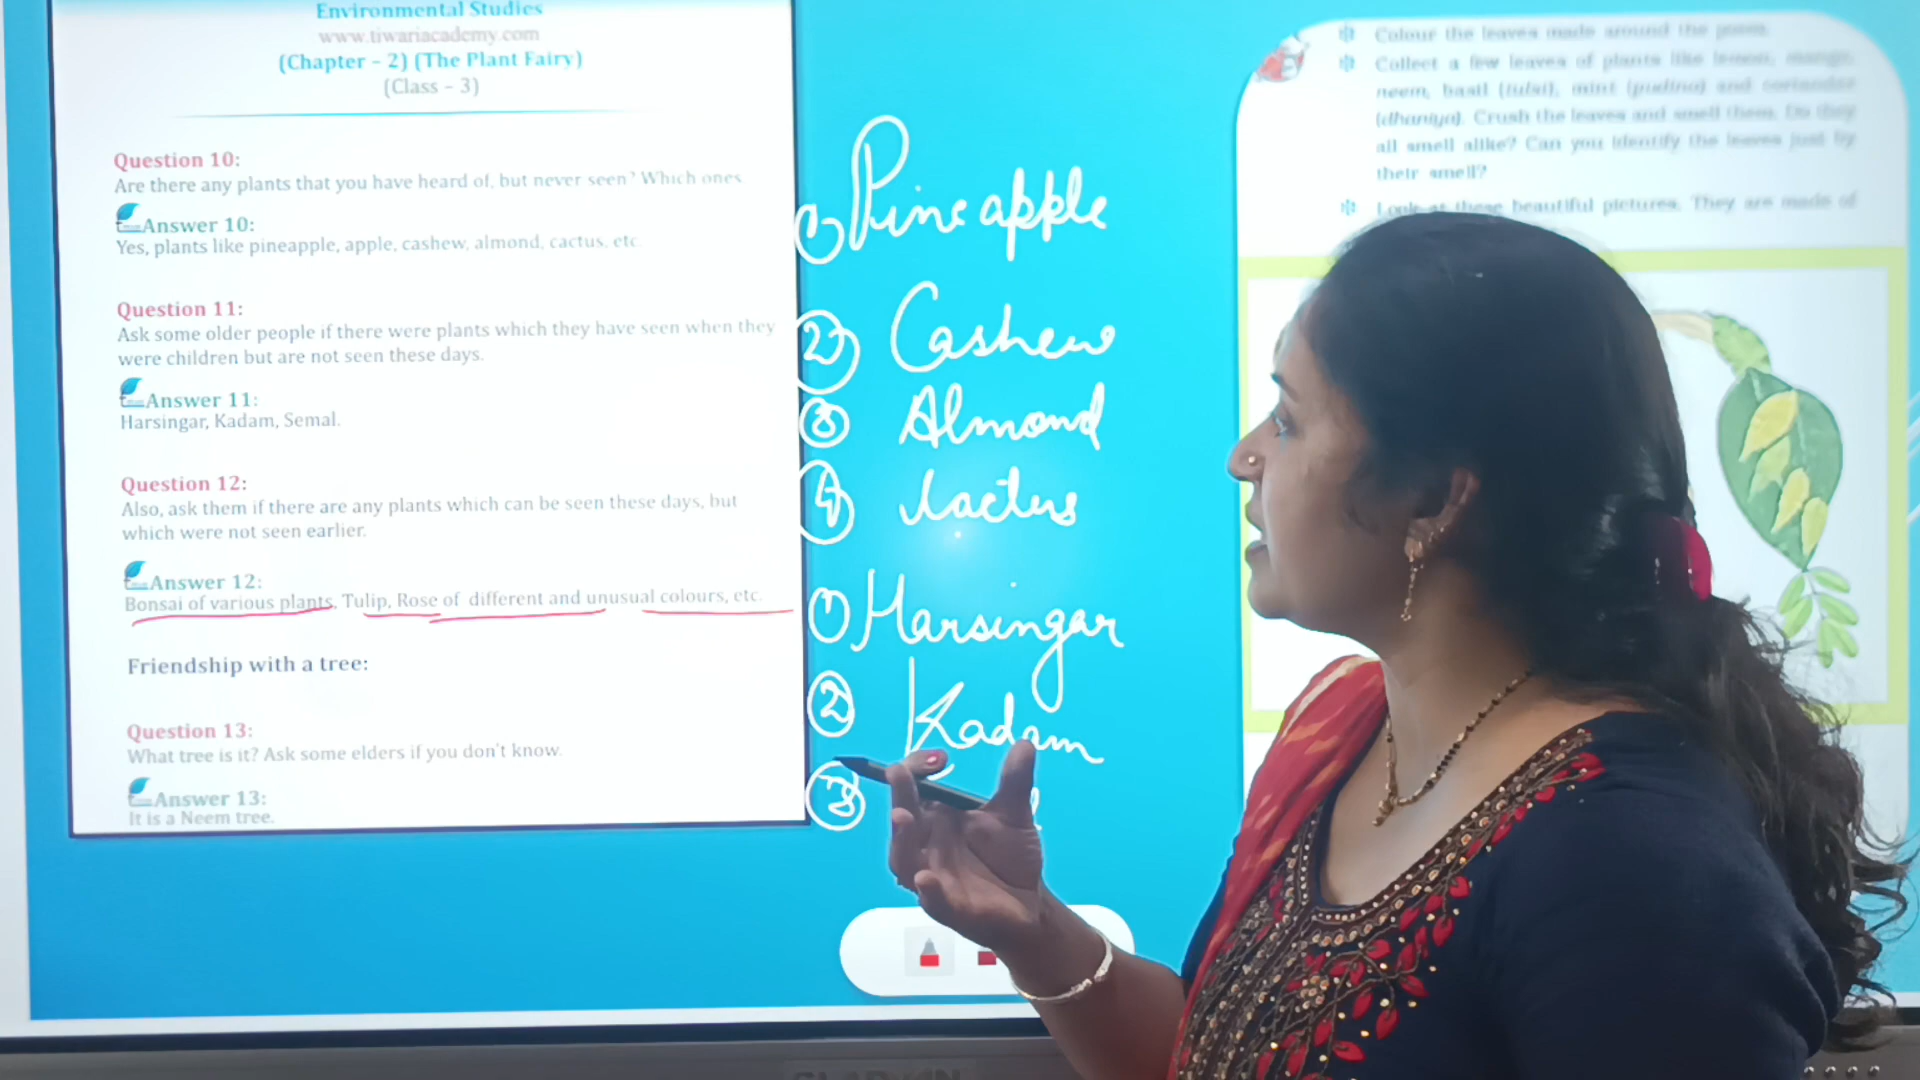 Environmental Studies
www.tiwariacademy.com
(Chapter – 2) (The Plant Fairy)
(Class – 3)
Question 10:
Are there any plants that you have heard of, but never seen? Which ones
Answer 10:
Yes, plants like pineapple, apple, cashew, almond, cactus, etc.
Question 11:
Ask some older people if there were plants which they have seen when they
were children but are not seen these days.
Answer 11:
Harsingar, Kadam, Semal.
Question 12:
Also, ask them if there are any plants which can be seen these days, but
which were not seen earlier.
Answer 12:
Bonsai of various plants, Tulip, Rose of different and unusual colours, etc.
Friendship with a tree:
Question 13:
What tree is it? Ask some elders if you don't know.
Answer 13:
It is a Neem tree.
1 Pineapple
2 Cashew
3 Almond
4 Cactus
1 Harsingar
2 Kadam
3
Colour the leaves made around the poem.
Collect a few leaves of plants like lemon, mango,
neem, basil (tulsi), mint (pudina) and coriander
(dhaniya). Crush the leaves and smell them. Do they
all smell alike? Can you identify the leaves just by
their smell?
Look at these beautiful pictures. They are made of